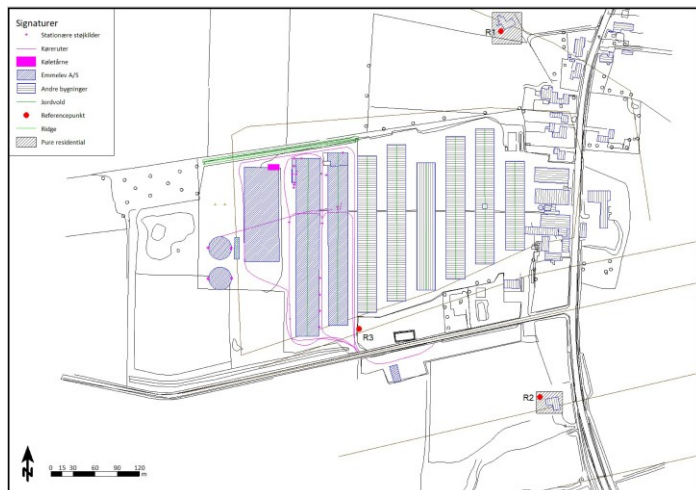 Signaturer
Stationære støjkilder
Køreruter
Køletårne
Emmelev A/S
Andre bygninger
Jordvold
Referencepunkt
Ridge
Pure residential
R1
R3
R2
N
0 15 30 60 90 120
m